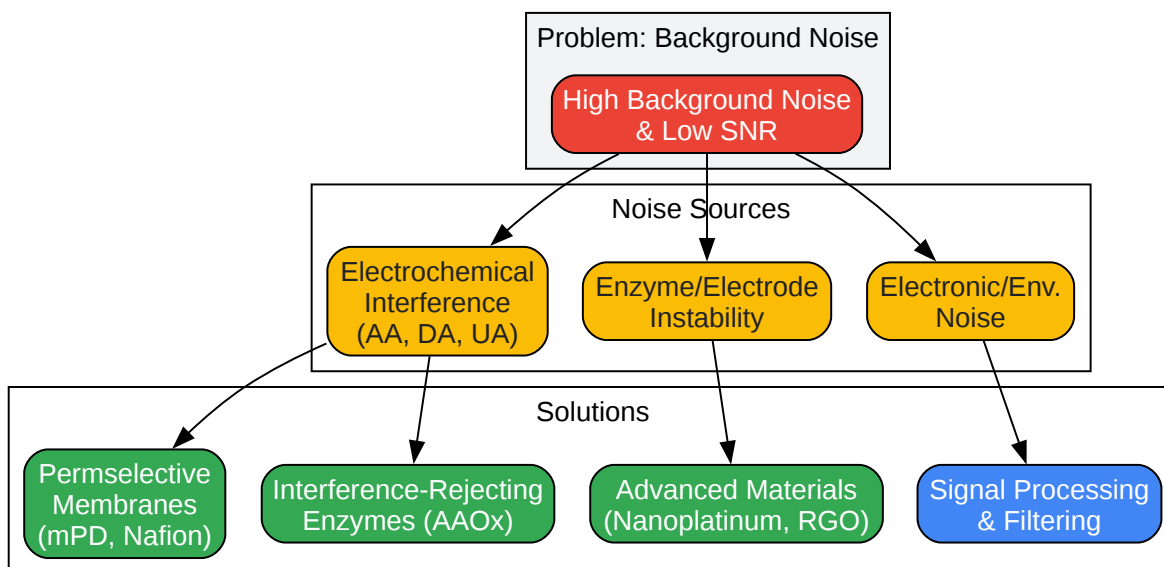 Problem: Background Noise
High Background Noise
& Low SNR
Noise Sources
Electrochemical
Interference
(AA, DA, UA)
Enzyme/Electrode
Instability
Electronic/Env.
Noise
Solutions
Permselective
Membranes
(mPD, Nafion)
Interference-Rejecting
Enzymes (AAOx)
Advanced Materials
(Nanoplatinum, RGO)
Signal Processing
& Filtering